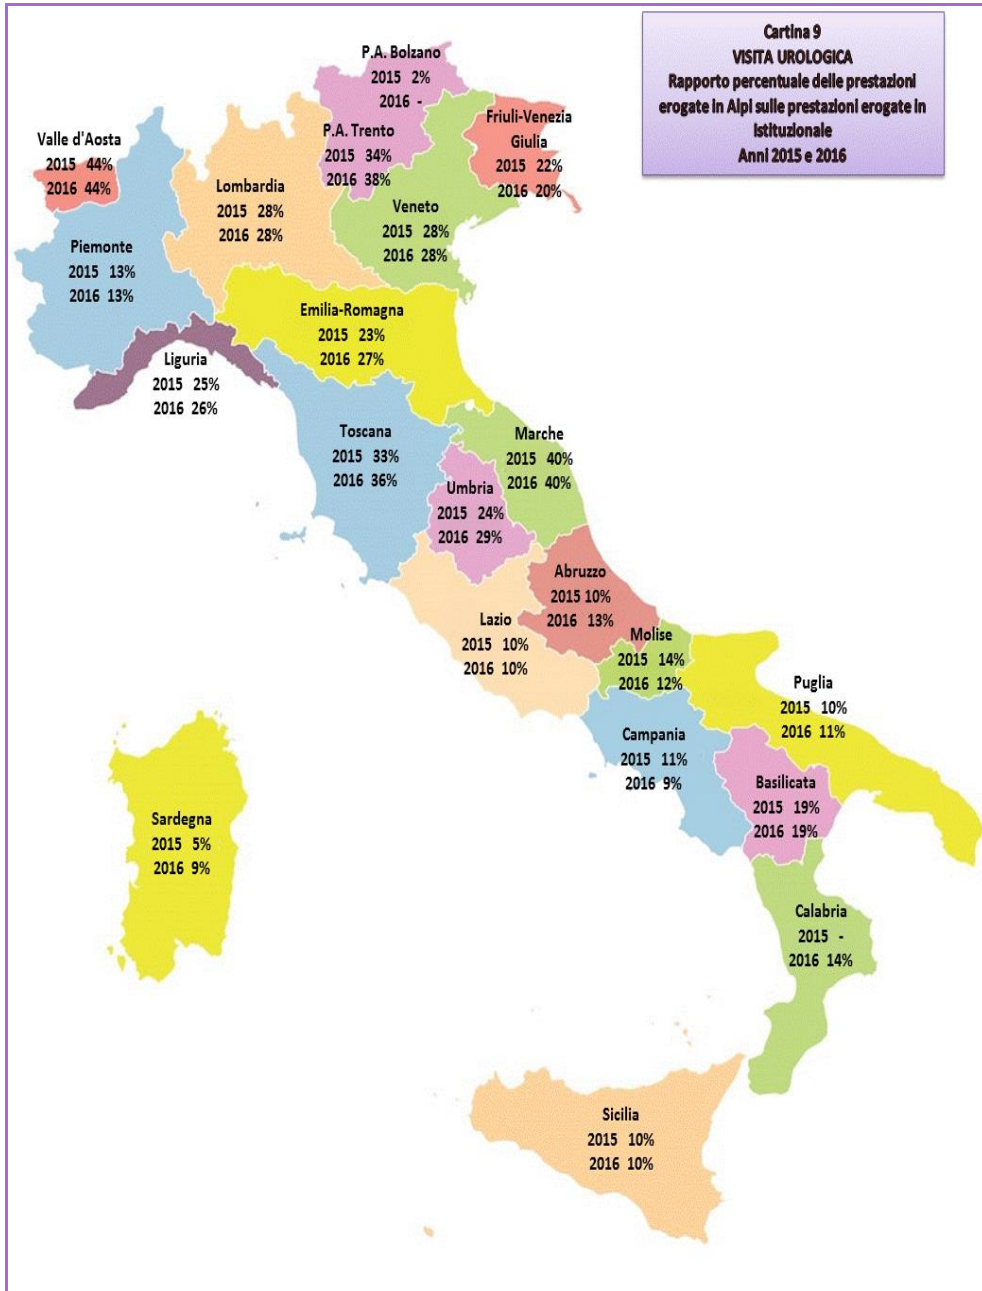 Cartina 9
VISITA UROLOGICA
Rapporto percentuale delle prestazioni
erogate in Alpi sulle prestazioni erogate in
Istituzionale
Anni 2015 e 2016
P.A. Bolzano
2015 2%
2016 -
P.A. Trento
2015 34%
2016 38%
Friuli-Venezia
Giulia
2015 22%
2016 20%
Valle d'Aosta
2015 44%
2016 44%
Lombardia
2015 28%
2016 28%
Veneto
2015 28%
2016 28%
Piemonte
2015 13%
2016 13%
Emilia-Romagna
2015 23%
2016 27%
Liguria
2015 25%
2016 26%
Toscana
2015 33%
2016 36%
Marche
2015 40%
2016 40%
Umbria
2015 24%
2016 29%
Abruzzo
2015 10%
2016 13%
Lazio
2015 10%
2016 10%
Molise
2015 14%
2016 12%
Puglia
2015 10%
2016 11%
Campania
2015 11%
2016 9%
Basilicata
2015 19%
2016 19%
Sardegna
2015 5%
2016 9%
Calabria
2015 -
2016 14%
Sicilia
2015 10%
2016 10%